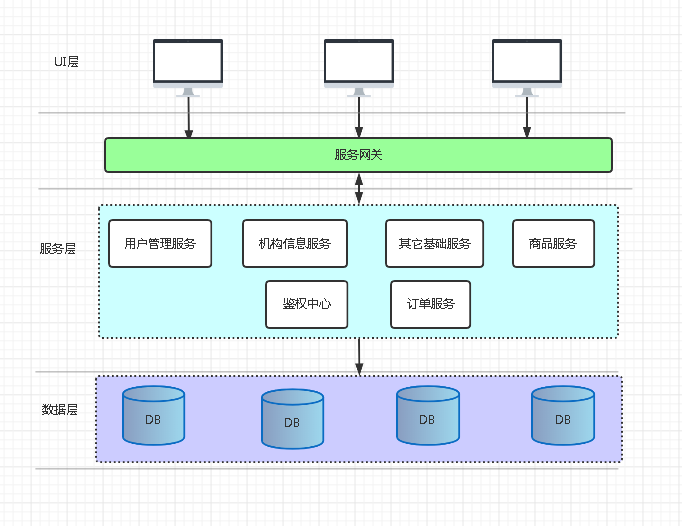 UI层
服务网关
服务层
用户管理服务
机构信息服务
其它基础服务
商品服务
鉴权中心
订单服务
数据层
DB
DB
DB
DB